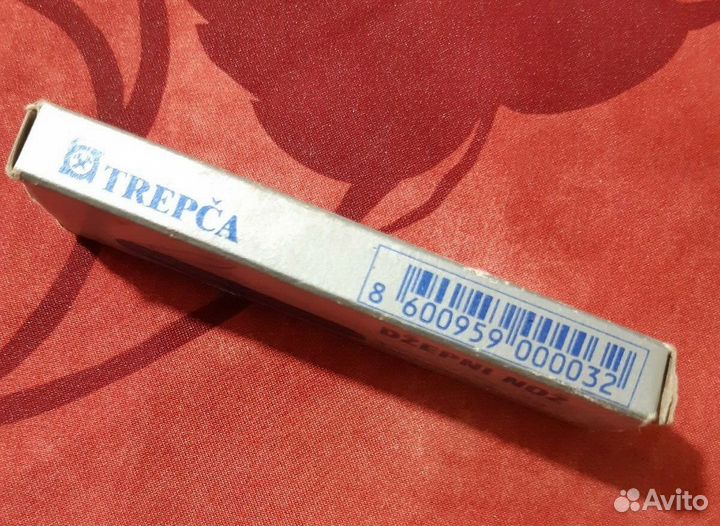 TREPČA
8 600959 000032
DŽEPNI NOŽ
Avito